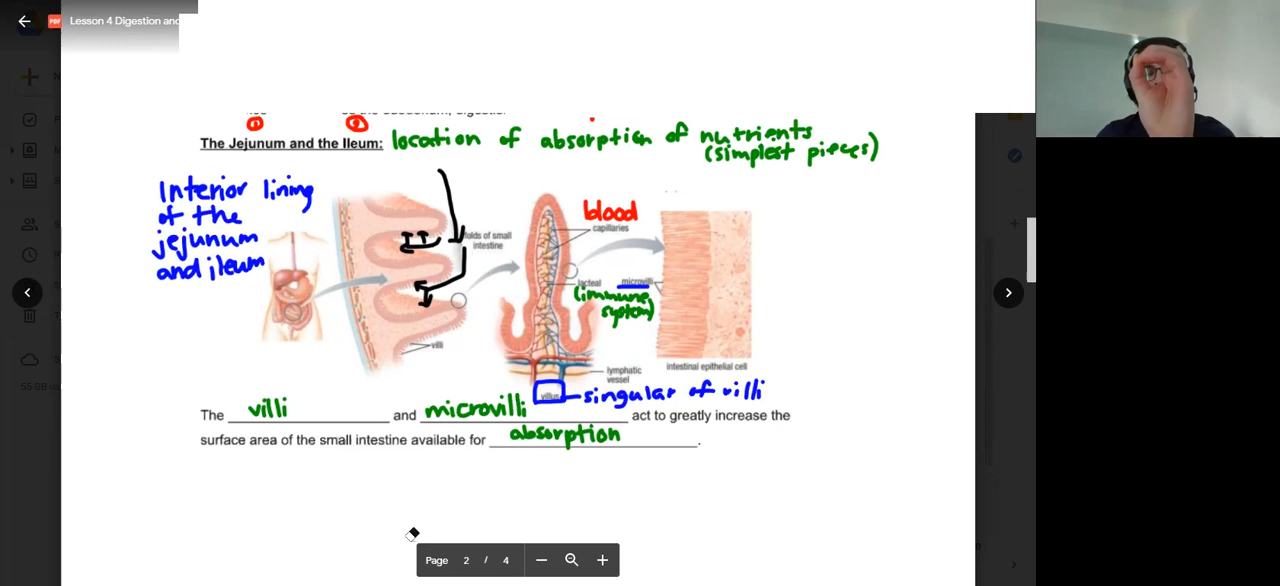 Lesson 4 Digestion and
The Jejunum and the Ileum: location of absorption of nutrients
(simplest pieces)
Interior lining
of the
jejunum
and ileum
blood
capillaries
folds of small
intestine
lacteal
microvilli
(immune
system)
villi
lymphatic
vessel
intestinal epithelial cell
villus
singular of villi
The villi and microvilli act to greatly increase the
surface area of the small intestine available for absorption.
Page 2 / 4